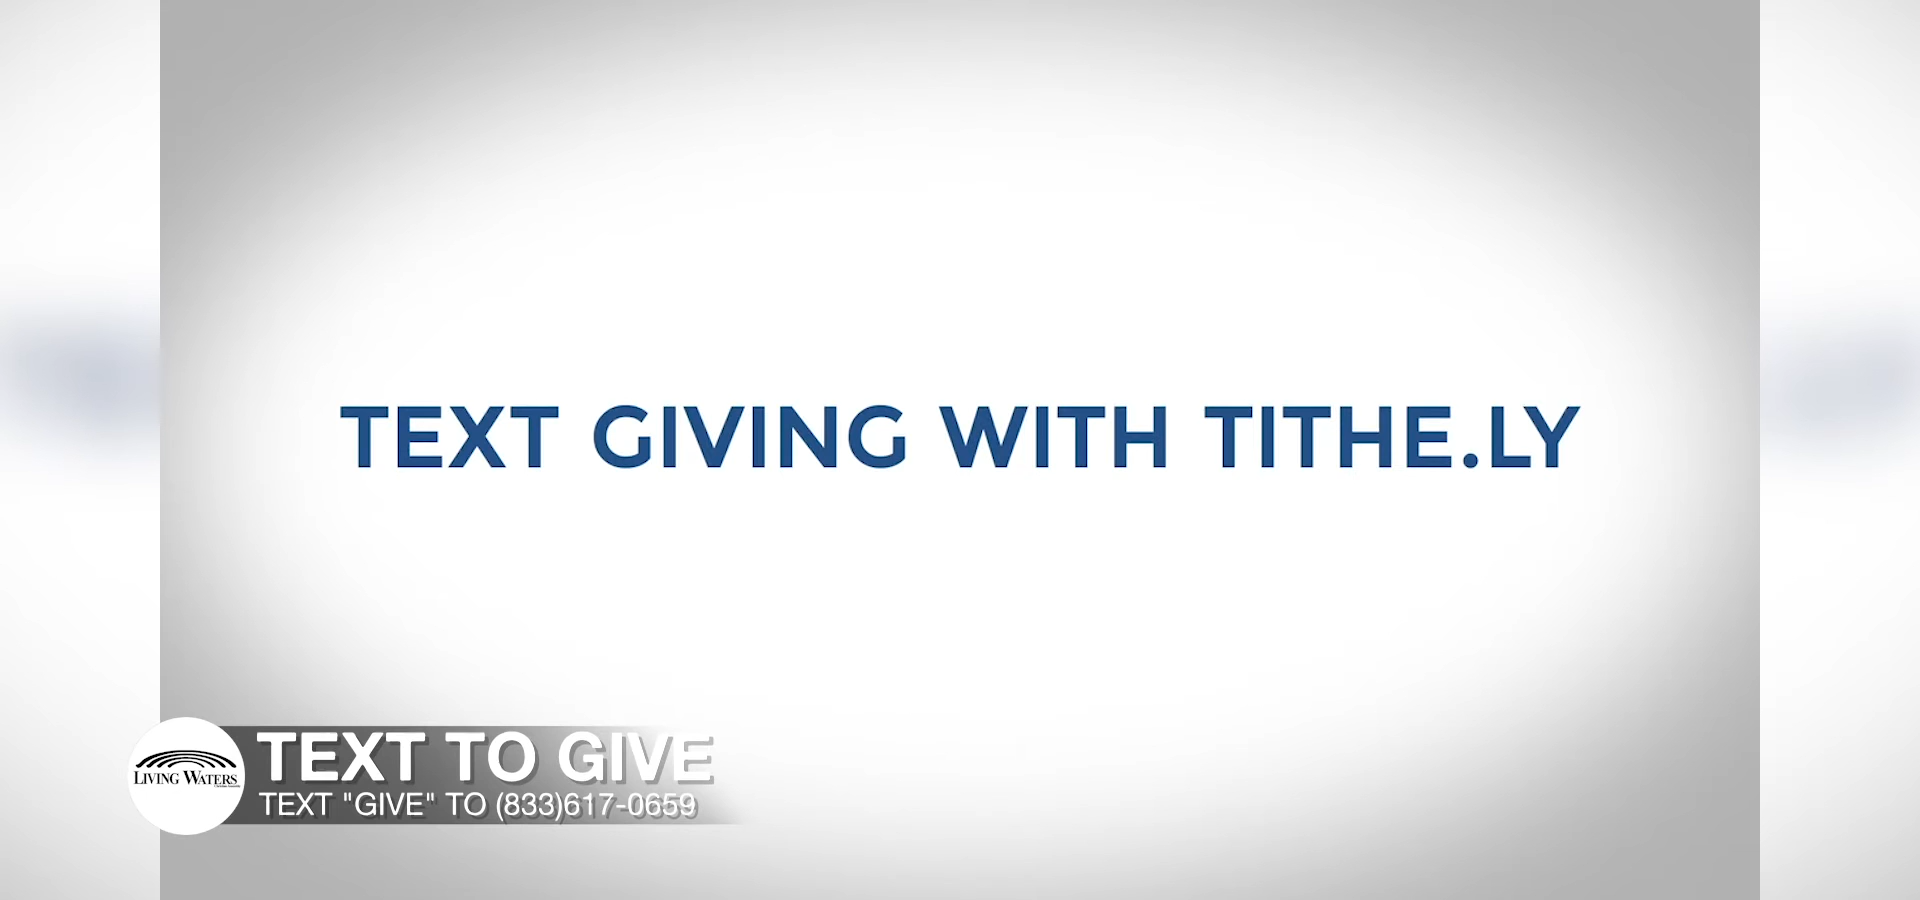 TEXT GIVING WITH TITHE.LY
TEXT TO GIVE
TEXT "GIVE" TO (833)617-0659
LIVING WATERS